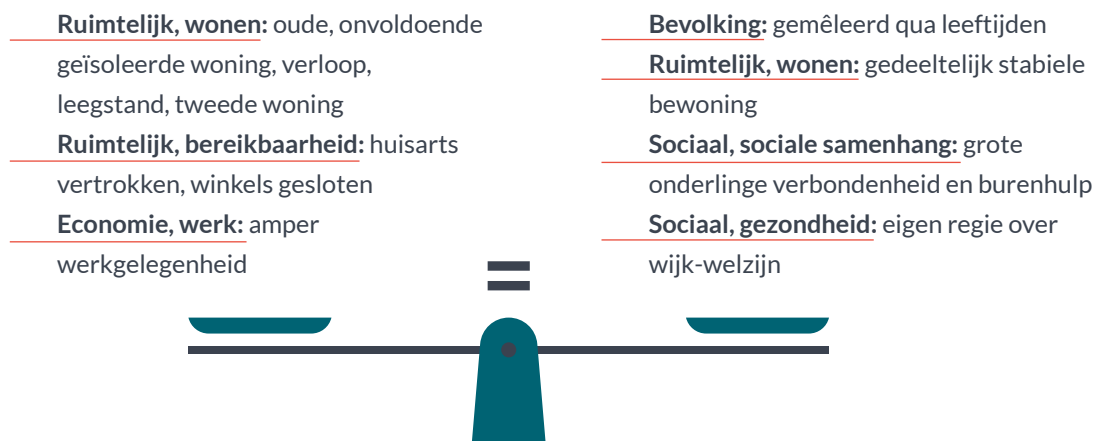 Ruimtelijk, wonen: oude, onvoldoende
geïsoleerde woning, verloop,
leegstand, tweede woning
Ruimtelijk, bereikbaarheid: huisarts
vertrokken, winkels gesloten
Economie, werk: amper
werkgelegenheid
Bevolking: gemêleerd qua leeftijden
Ruimtelijk, wonen: gedeeltelijk stabiele
bewoning
Sociaal, sociale samenhang: grote
onderlinge verbondenheid en burenhulp
Sociaal, gezondheid: eigen regie over
wijk-welzijn
=